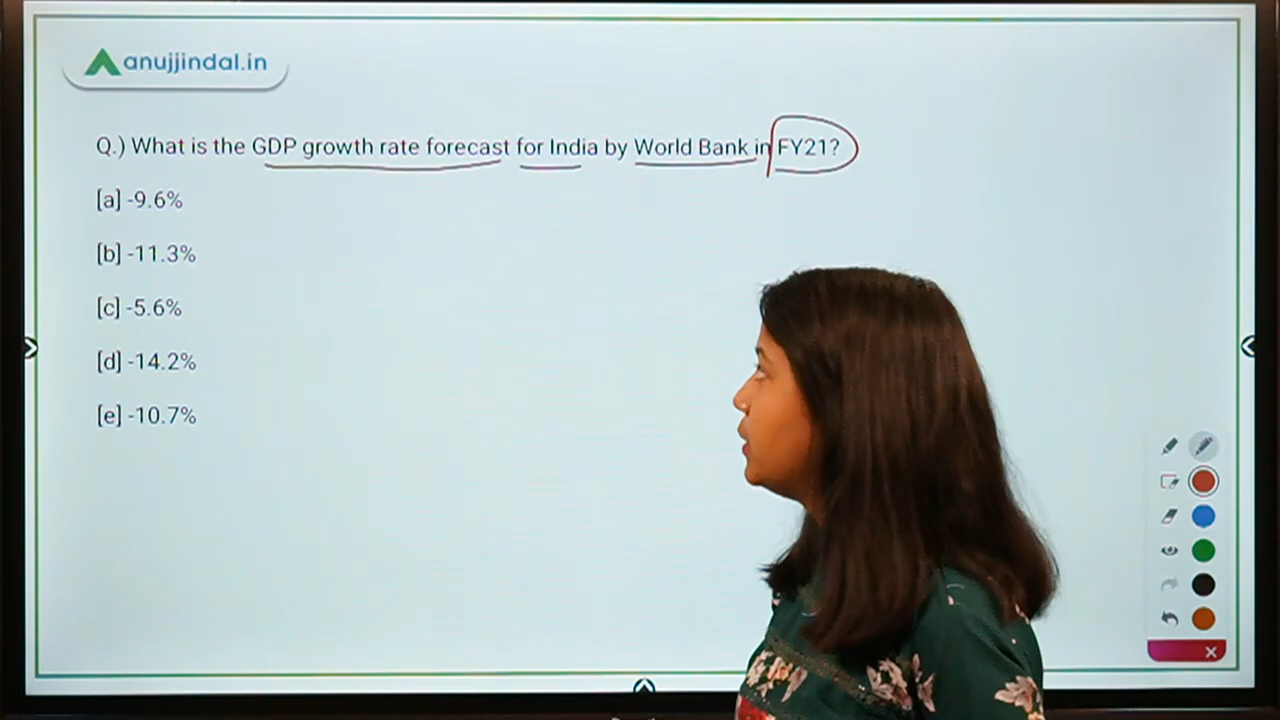 anujjindal.in
Q.) What is the GDP growth rate forecast for India by World Bank in FY21?
[a] -9.6%
[b] -11.3%
[c] -5.6%
[d] -14.2%
[e] -10.7%